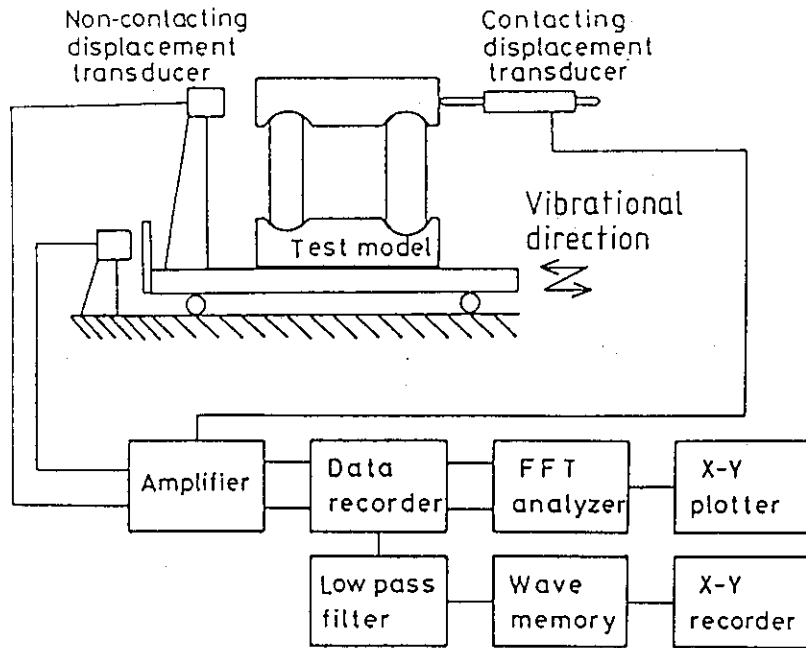 Non-contacting
displacement
transducer
Contacting
displacement
transducer
Test model
Vibrational
direction
Amplifier
Data
recorder
FFT
analyzer
X-Y
plotter
Low pass
filter
Wave
memory
X-Y
recorder